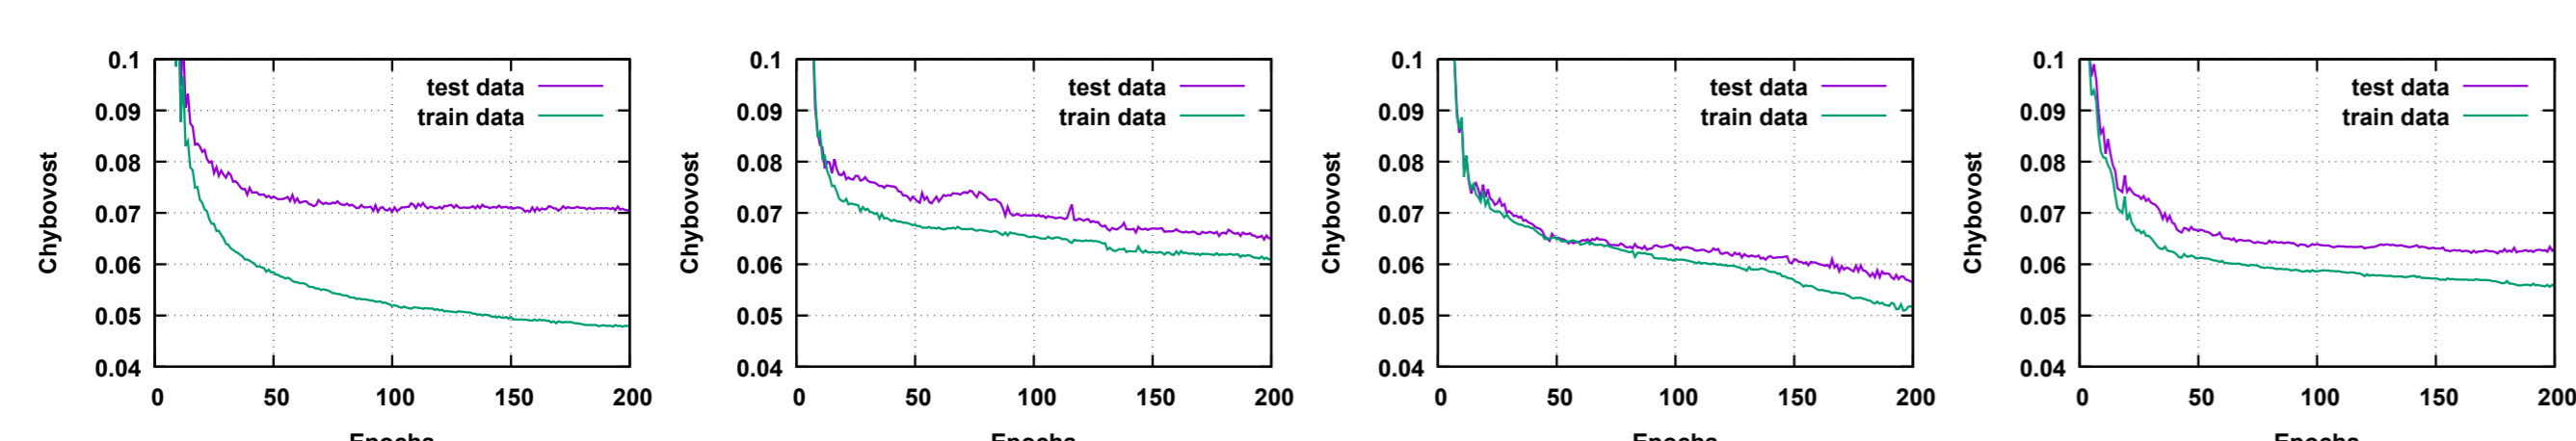 0.1 0.1 0.1 0.1
test data test data test data test data
0.09 0.09 0.09 0.09
train data train data train data train data
0.08 0.08 0.08 0.08
Chybovost Chybovost Chybovost Chybovost
0.07 0.07 0.07 0.07
0.06 0.06 0.06 0.06
0.05 0.05 0.05 0.05
0.04 0.04 0.04 0.04
0 50 100 150 200 0 50 100 150 200 0 50 100 150 200 0 50 100 150 200
Epochs Epochs Epochs Epochs